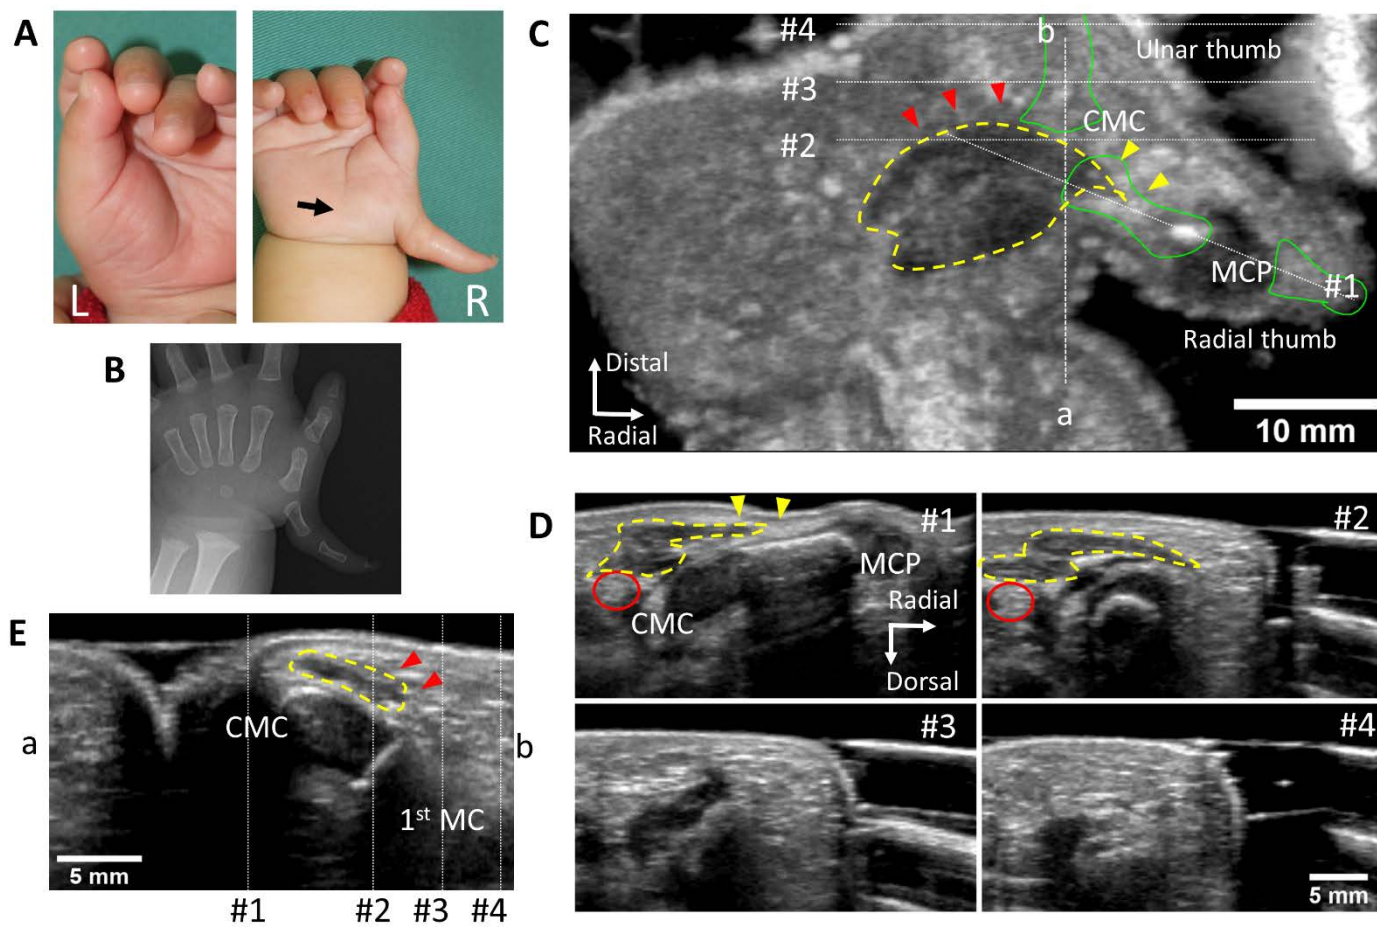 A
L
R
B
C
#4
b
Ulnar thumb
#3
CMC
#2
MCP
#1
Radial thumb
Distal
Radial
a
10 mm
D
#1
MCP
CMC
Radial
Dorsal
#2
#3
#4
5 mm
E
CMC
a
b
1st MC
5 mm
#1 #2 #3 #4